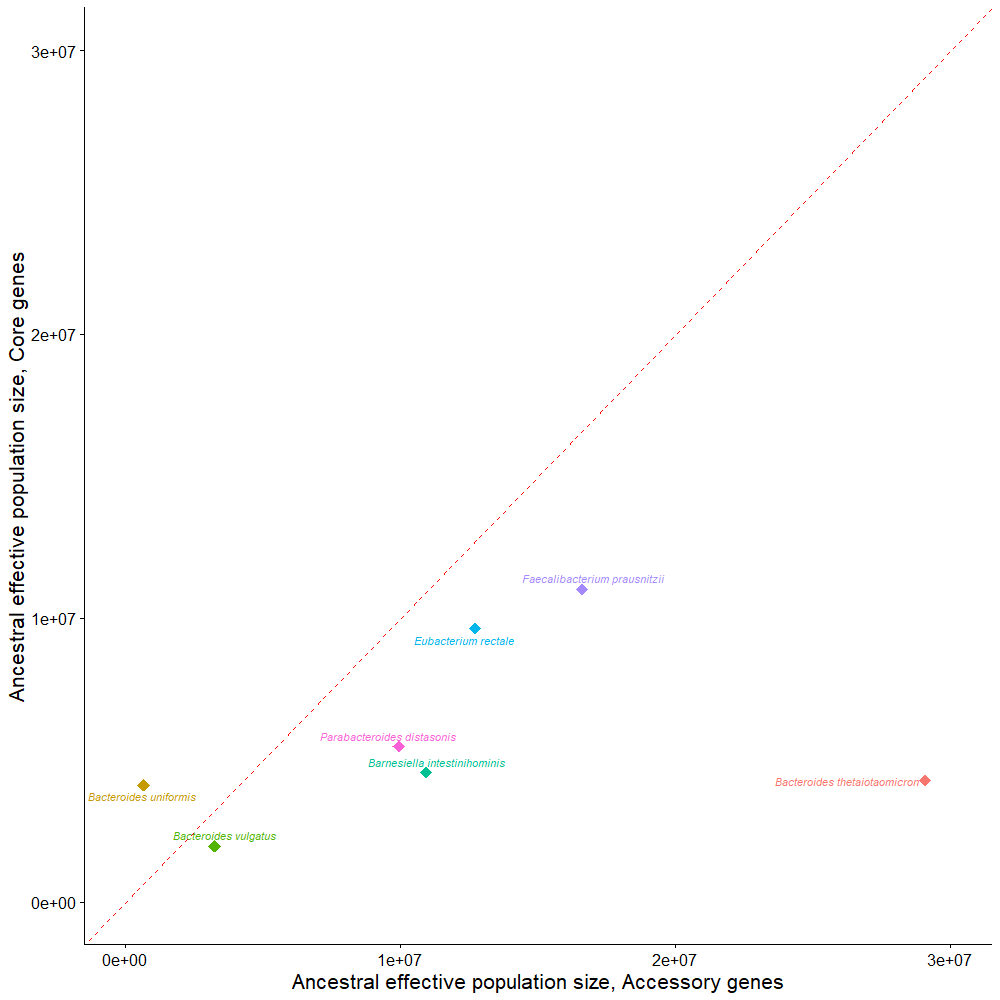 3e+07
2e+07
1e+07
0e+00
Ancestral effective population size, Core genes
Faecalibacterium prausnitzii
Eubacterium rectale
Parabacteroides distasonis
Barnesiella intestinihominis
Bacteroides thetaiotaomicron
Bacteroides uniformis
Bacteroides vulgatus
0e+00 1e+07 2e+07 3e+07
Ancestral effective population size, Accessory genes